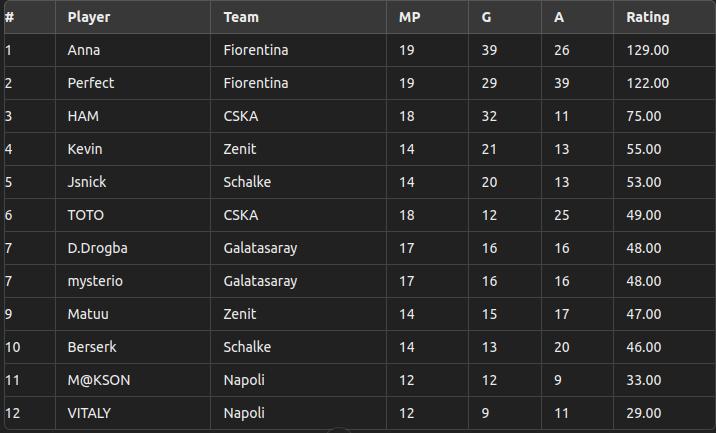 # Player Team MP G A Rating
1 Anna Fiorentina 19 39 26 129.00
2 Perfect Fiorentina 19 29 39 122.00
3 HAM CSKA 18 32 11 75.00
4 Kevin Zenit 14 21 13 55.00
5 Jsnick Schalke 14 20 13 53.00
6 TOTO CSKA 18 12 25 49.00
7 D.Drogba Galatasaray 17 16 16 48.00
7 mysterio Galatasaray 17 16 16 48.00
9 Matuu Zenit 14 15 17 47.00
10 Berserk Schalke 14 13 20 46.00
11 M@KSON Napoli 12 12 9 33.00
12 VITALY Napoli 12 9 11 29.00